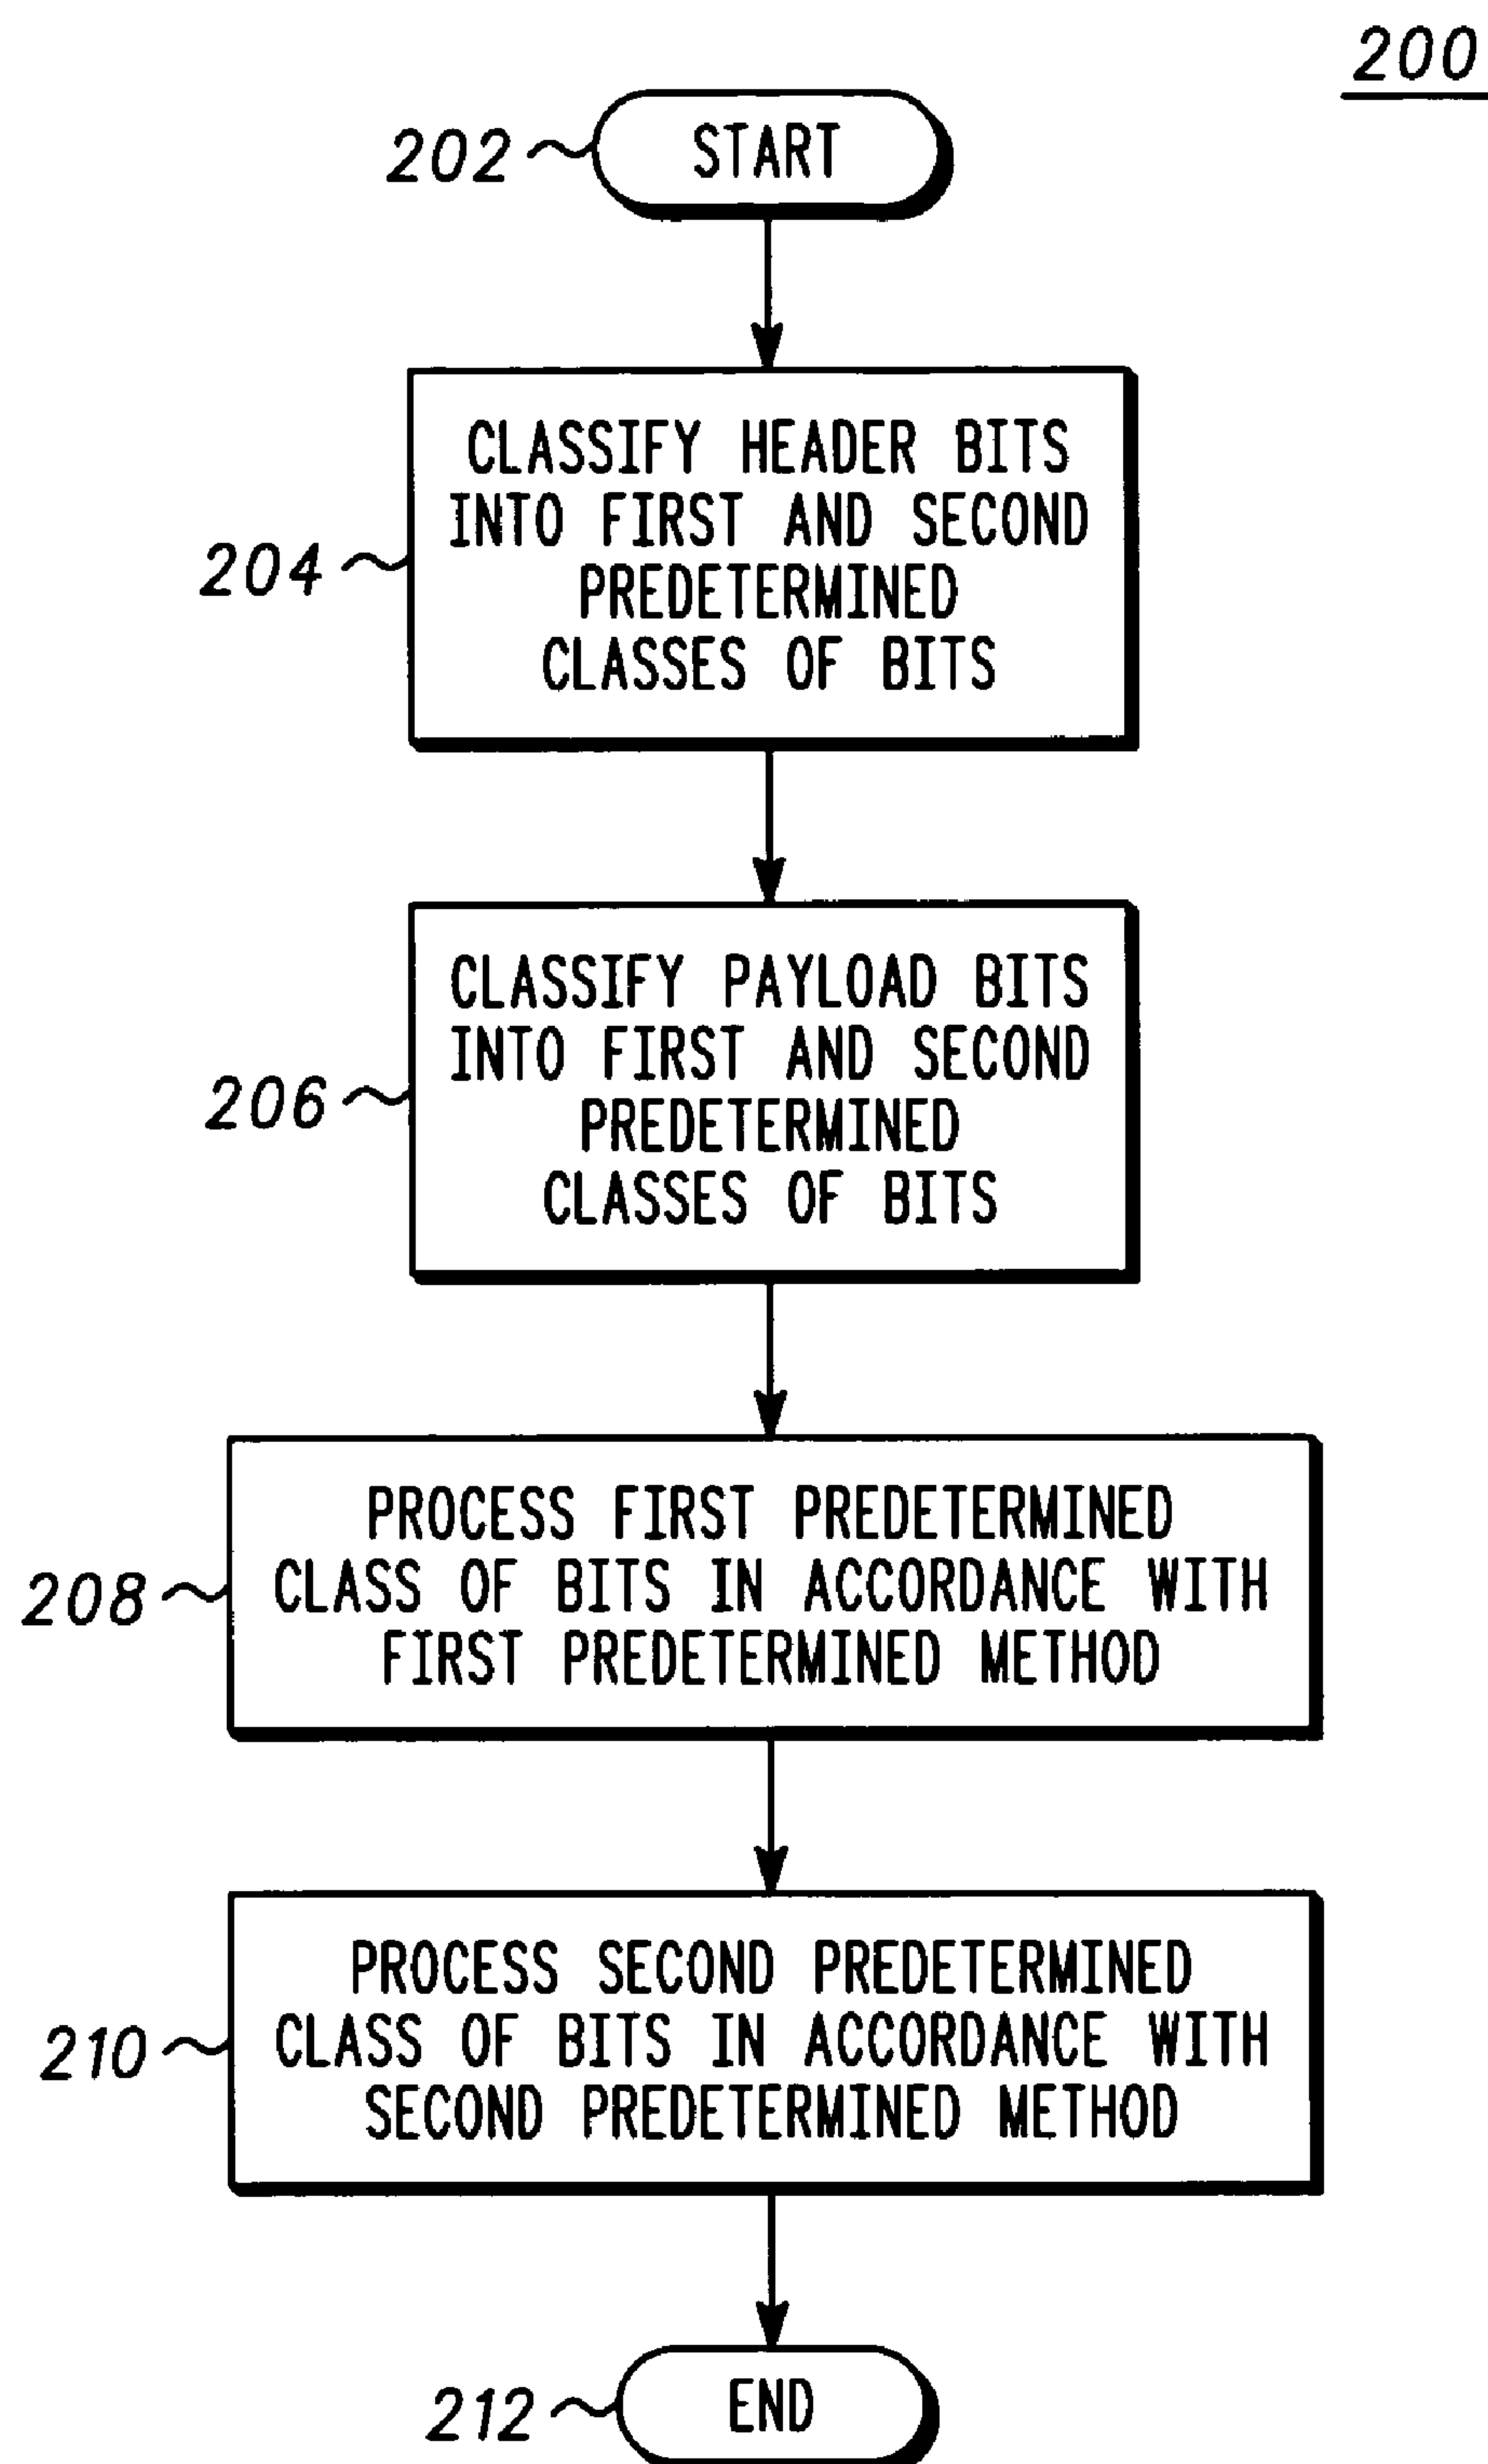 200
202
START
CLASSIFY HEADER BITS
INTO FIRST AND SECOND
PREDETERMINED
CLASSES OF BITS
204
CLASSIFY PAYLOAD BITS
INTO FIRST AND SECOND
PREDETERMINED
CLASSES OF BITS
206
PROCESS FIRST PREDETERMINED
CLASS OF BITS IN ACCORDANCE WITH
FIRST PREDETERMINED METHOD
208
PROCESS SECOND PREDETERMINED
CLASS OF BITS IN ACCORDANCE WITH
SECOND PREDETERMINED METHOD
210
212
END